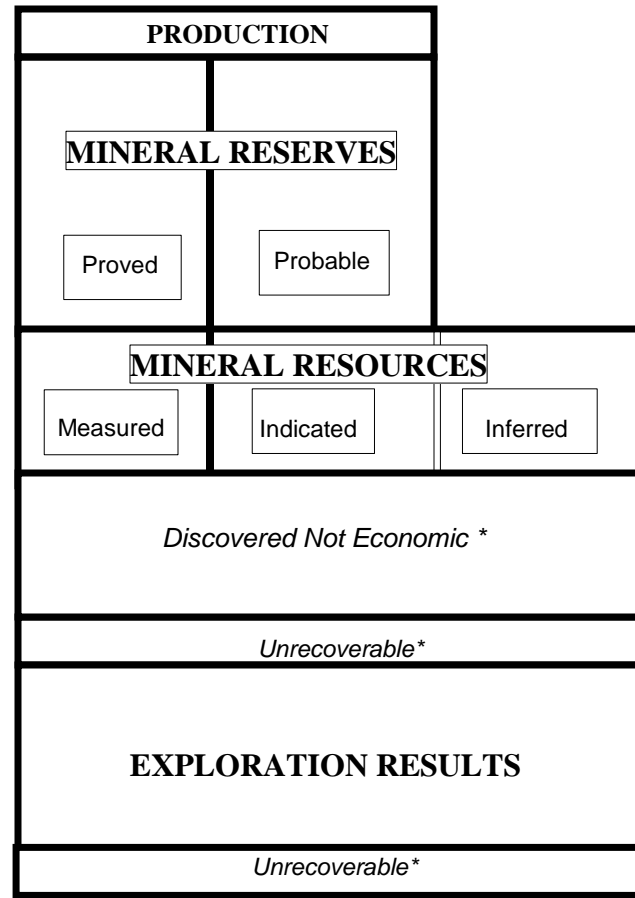 PRODUCTION
MINERAL RESERVES
Proved
Probable
MINERAL RESOURCES
Measured
Indicated
Inferred
Discovered Not Economic *
Unrecoverable*
EXPLORATION RESULTS
Unrecoverable*